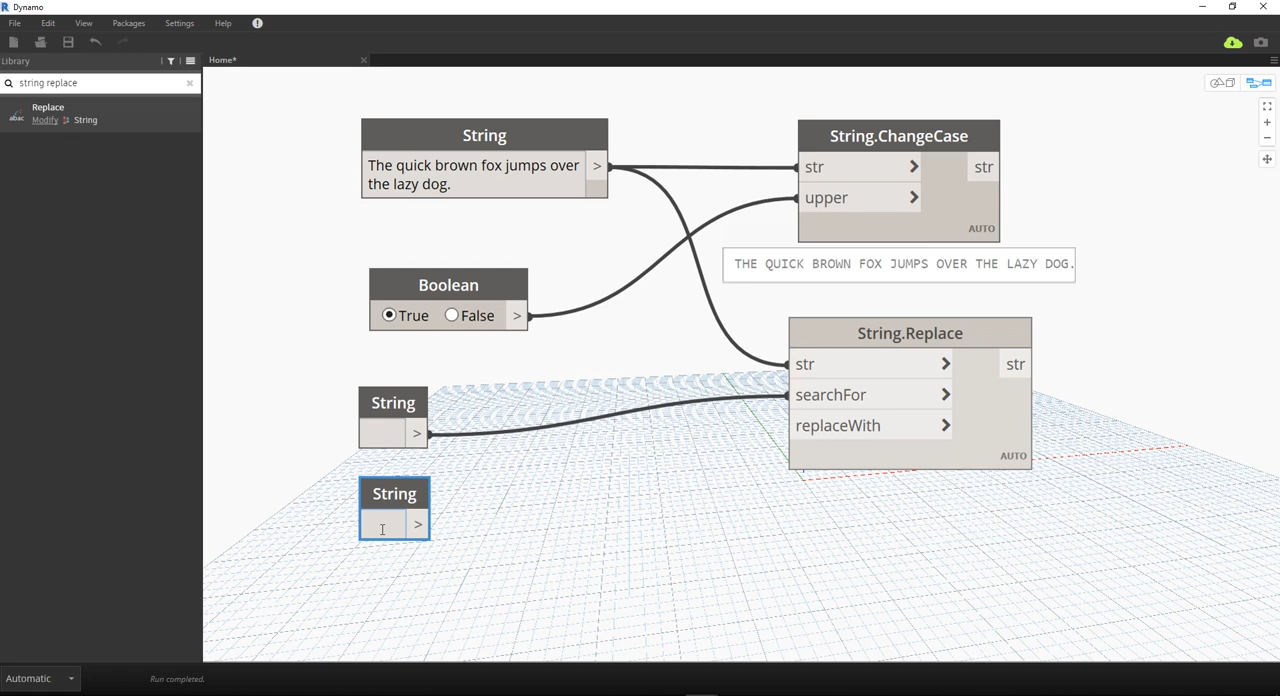 Dynamo
File Edit View Packages Settings Help
Library
Home*
string replace
Replace
Modify String
abac
String
The quick brown fox jumps over
the lazy dog.
>
String.ChangeCase
str > str
upper >
AUTO
THE QUICK BROWN FOX JUMPS OVER THE LAZY DOG.
Boolean
True False >
String.Replace
str > str
searchFor >
replaceWith >
AUTO
String
>
String
>
Automatic
Run completed.